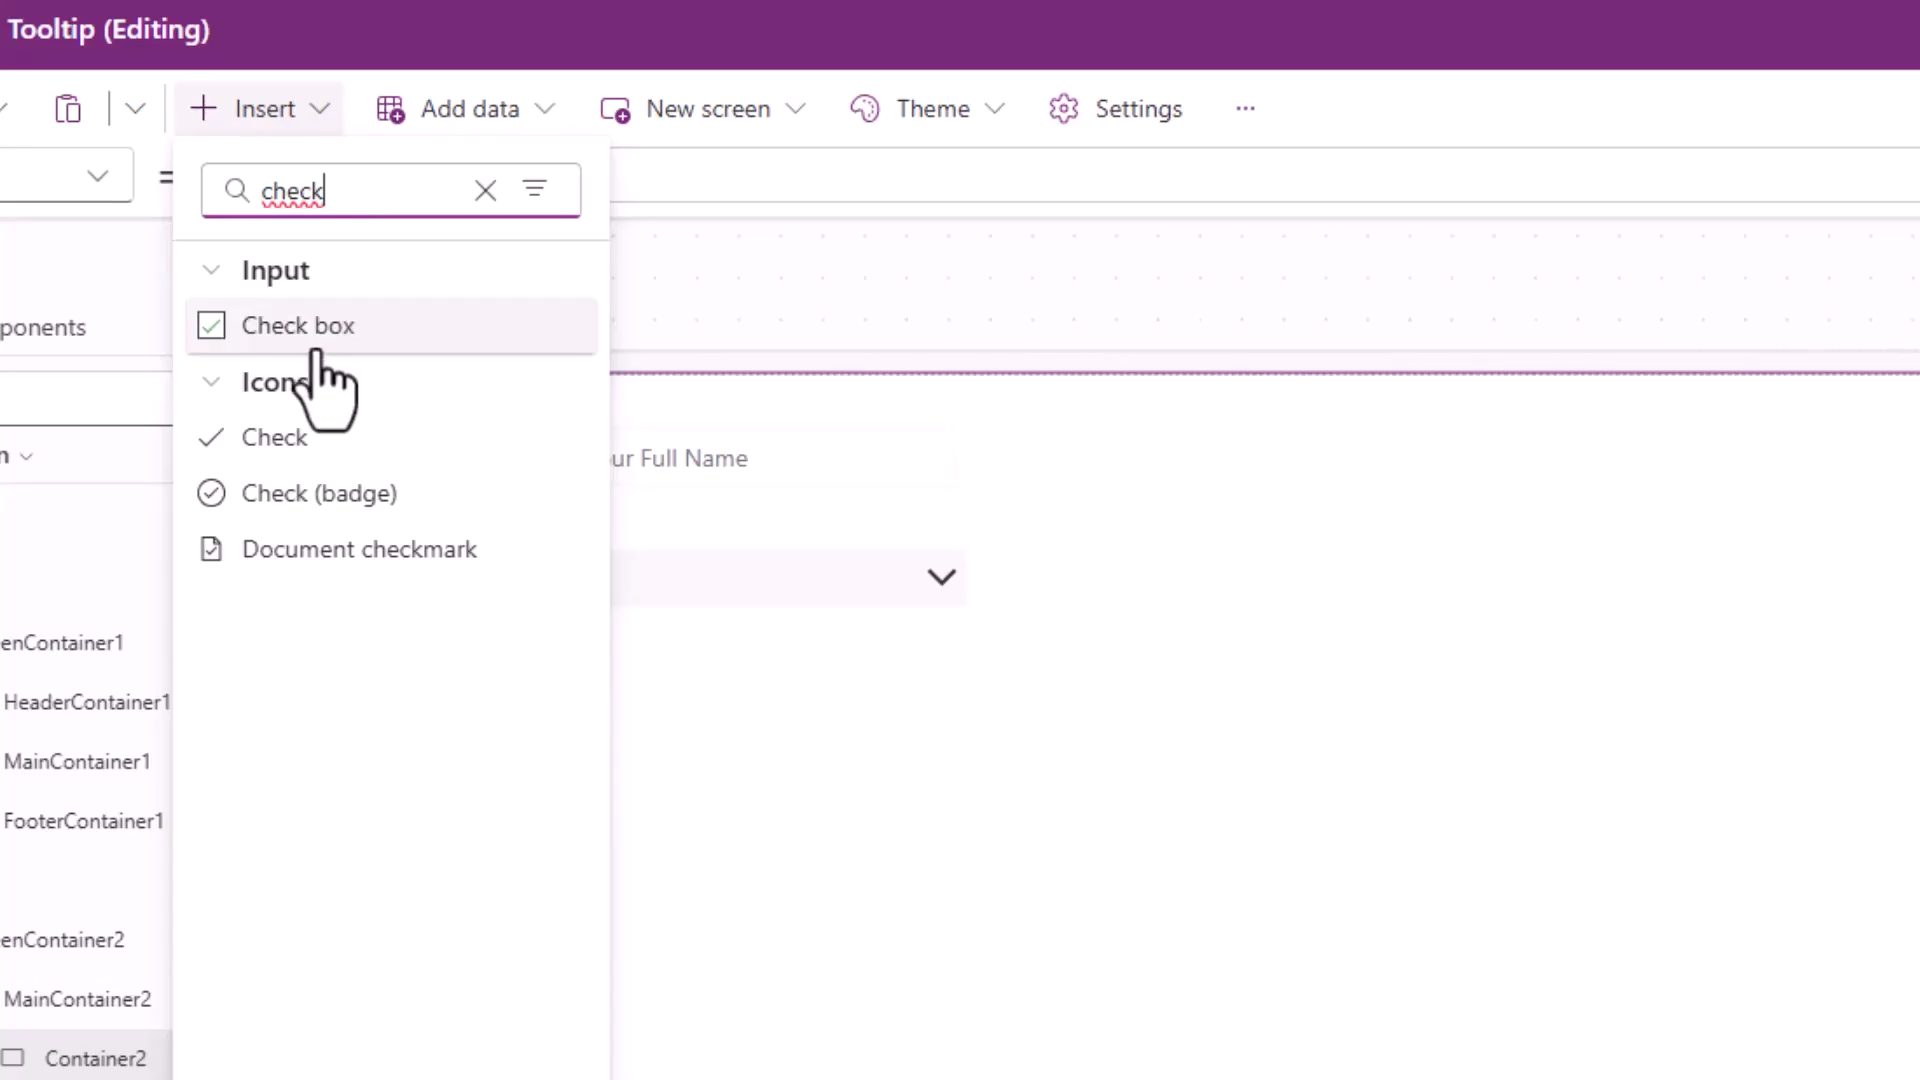 Tooltip (Editing)
Insert Add data New screen Theme Settings ...
=
check
Input
Check box
Icons
Check
Check (badge)
Document checkmark
ponents
n
ur Full Name
enContainer1
HeaderContainer1
MainContainer1
FooterContainer1
enContainer2
MainContainer2
Container2